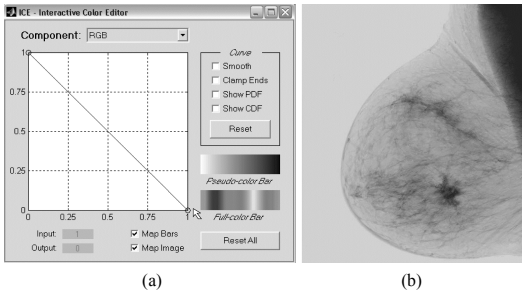 ICE - Interactive Color Editor
Component: RGB
Curve
Smooth
Clamp Ends
Show PDF
Show CDF
Reset
1
0.75
0.5
0.25
0
0 0.25 0.5 0.75 1
Pseudo-color Bar
Full-color Bar
Input: 1
Output: 0
Map Bars
Map Image
Reset All
(a)
(b)